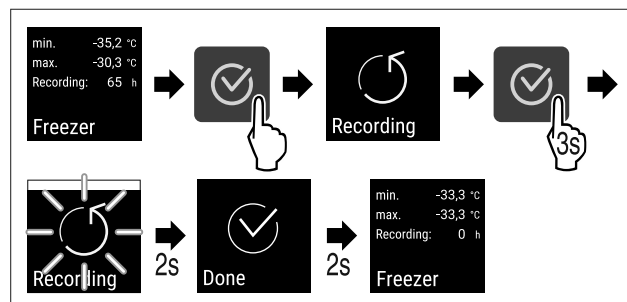 min. -35,2 °C
max. -30,3 °C
Recording: 65 h
Freezer
Recording
3s
Recording
2s
Done
2s
min. -33,3 °C
max. -33,3 °C
Recording: 0 h
Freezer